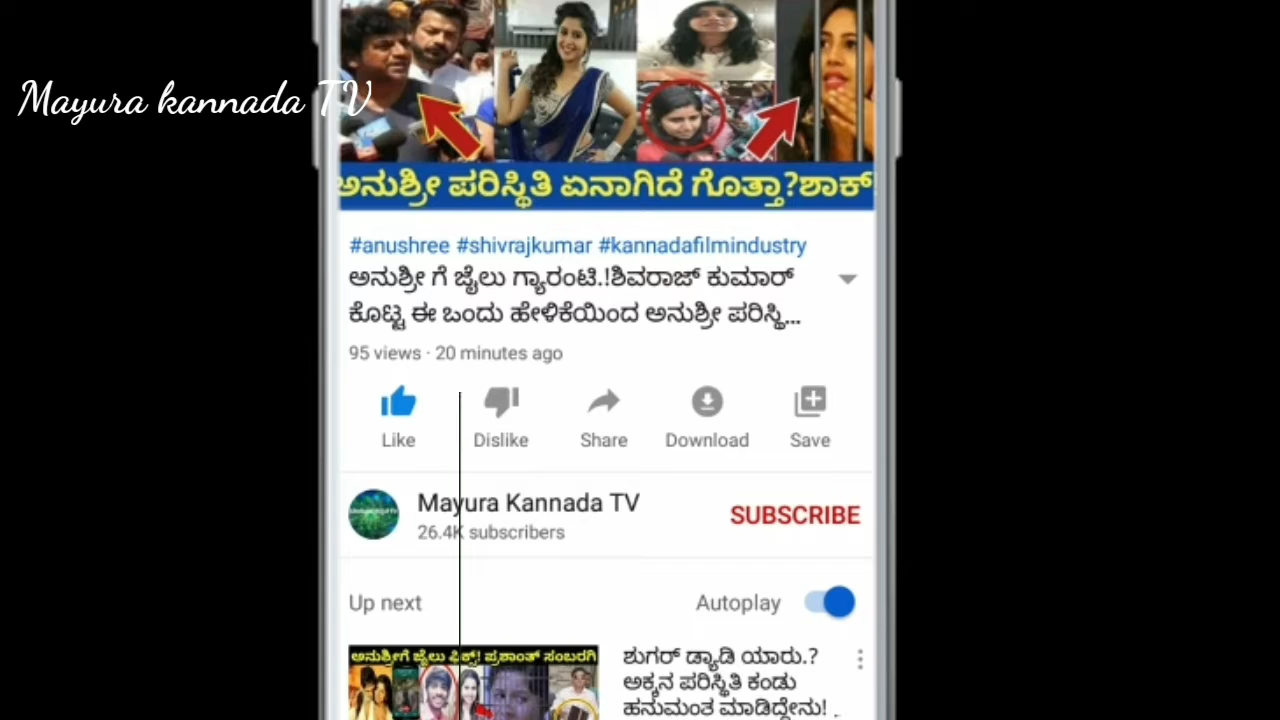 Mayura kannada TV
ಅನುಶ್ರೀ ಪರಿಸ್ಥಿತಿ ಏನಾಗಿದೆ ಗೊತ್ತಾ?ಶಾಕ್
#anushree #shivrajkumar #kannadafilmindustry
ಅನುಶ್ರೀ ಗೆ ಜೈಲು ಗ್ಯಾರಂಟಿ.!ಶಿವರಾಜ್ ಕುಮಾರ್
ಕೊಟ್ಟ ಈ ಒಂದು ಹೇಳಿಕೆಯಿಂದ ಅನುಶ್ರೀ ಪರಿಸ್ಥಿ...
95 views · 20 minutes ago
Like Dislike Share Download Save
Mayura Kannada TV
26.4K subscribers
SUBSCRIBE
Up next Autoplay
ಅನುಶ್ರೀಗೆ ಜೈಲು ಫಿಕ್ಸ್! ಪ್ರಶಾಂತ್ ಸಂಬರಗಿ
ಶುಗರ್ ಡ್ಯಾಡಿ ಯಾರು.?
ಅಕ್ಕನ ಪರಿಸ್ಥಿತಿ ಕಂಡು
ಹನುಮಂತ ಮಾಡಿದ್ದೇನು!